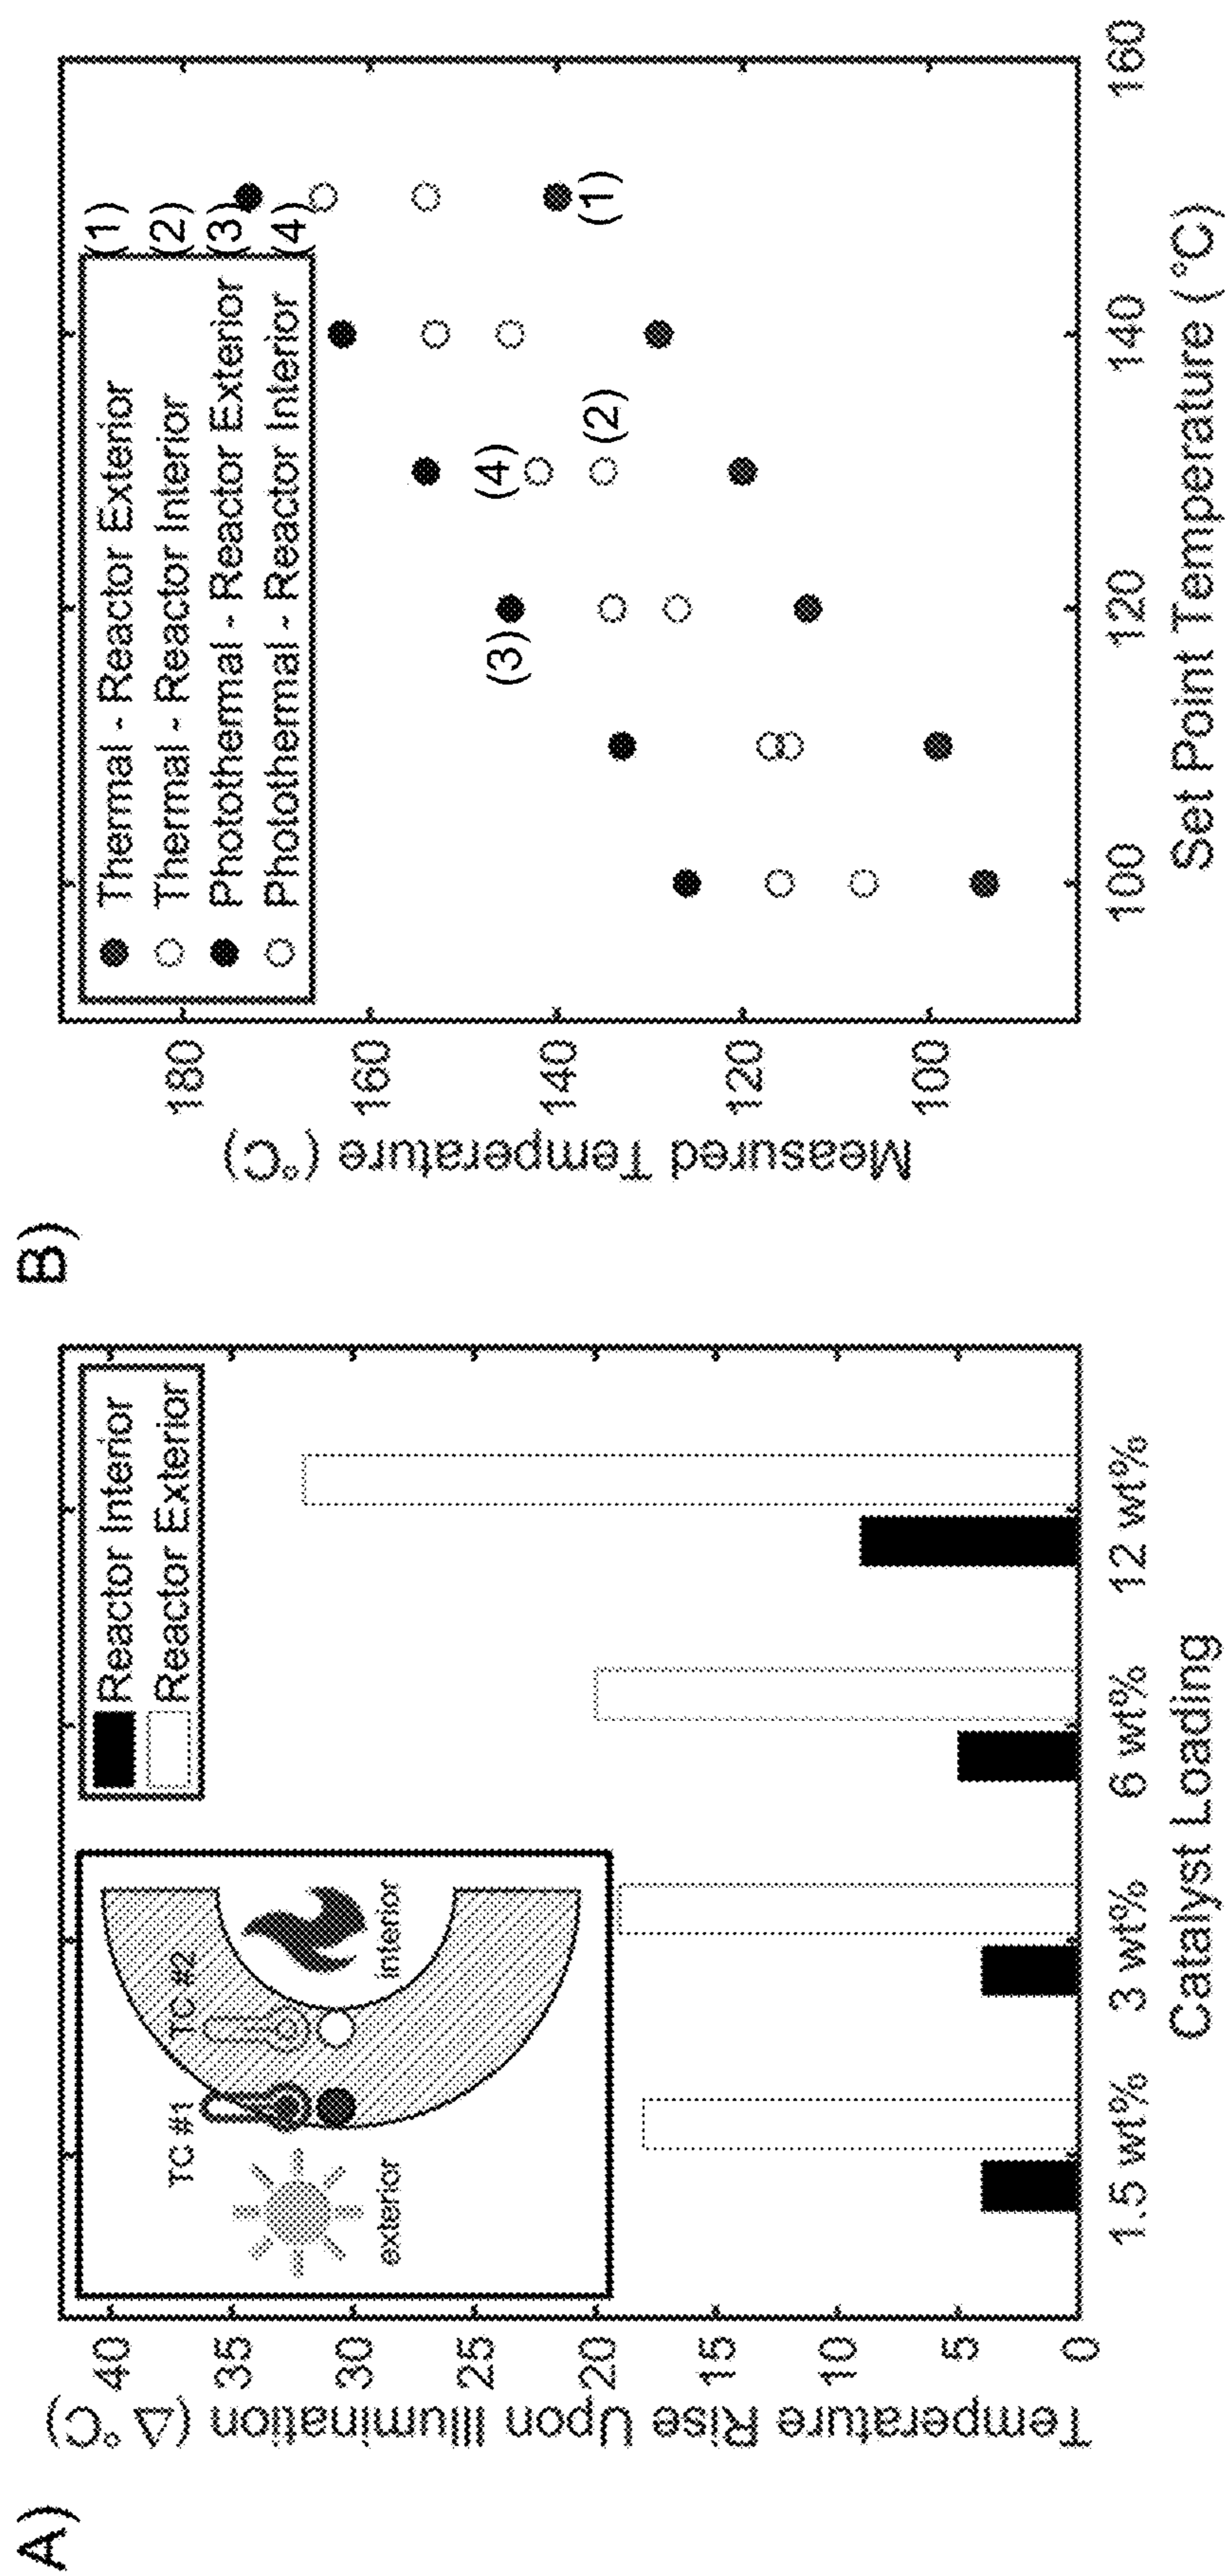 A)
Temperature Rise Upon Illumination (Δ°C)
40
35
30
25
20
15
10
5
0
TC #1
TC #2
exterior
interior
Reactor Interior
Reactor Exterior
1.5 wt%
3 wt%
6 wt%
12 wt%
Catalyst Loading
B)
Measured Temperature (°C)
180
160
140
120
100
Thermal - Reactor Exterior (1)
Thermal - Reactor Interior (2)
Photothermal - Reactor Exterior (3)
Photothermal - Reactor Interior (4)
(3)
(4)
(2)
(1)
100
120
140
160
Set Point Temperature (°C)